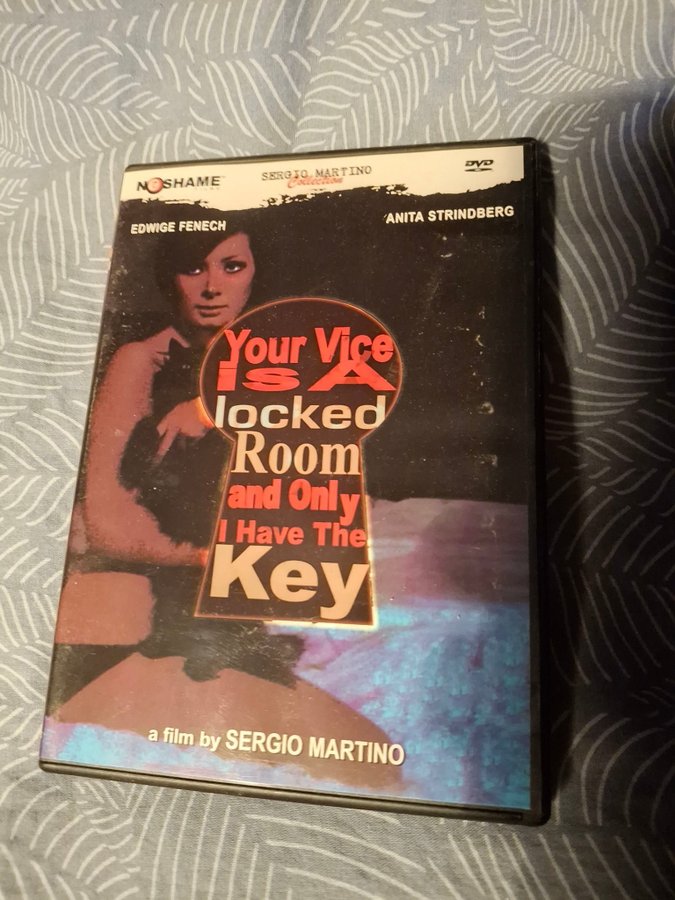 NOSHAME
SERGIO MARTINO
Collection
DVD
EDWIGE FENECH
ANITA STRINDBERG
Your Vice
Is A
locked
Room
and Only
I Have The
Key
a film by SERGIO MARTINO